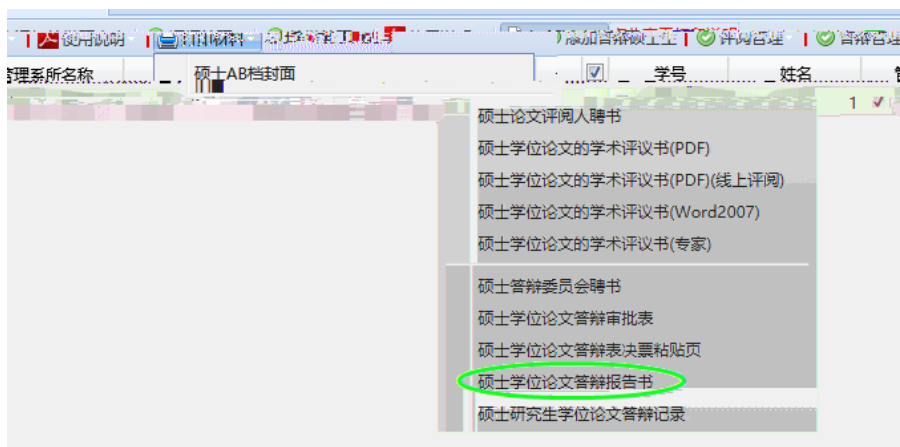 使用说明
添加答辩硕士生
评阅管理
管理系所名称
学号
姓名
硕士AB档封面
1
硕士论文评阅人聘书
硕士学位论文的学术评议书(PDF)
硕士学位论文的学术评议书(PDF)(线上评阅)
硕士学位论文的学术评议书(Word2007)
硕士学位论文的学术评议书(专家)
硕士答辩委员会聘书
硕士学位论文答辩审批表
硕士学位论文答辩表决票粘贴页
硕士学位论文答辩报告书
硕士研究生学位论文答辩记录